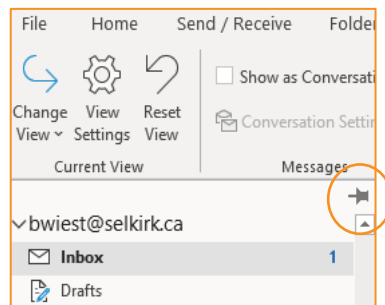 File Home Send / Receive Folder
Show as Conversati
Change View Reset
Conversation Settin
View Settings View
Current View Messages
bwiest@selkirk.ca
Inbox 1
Drafts